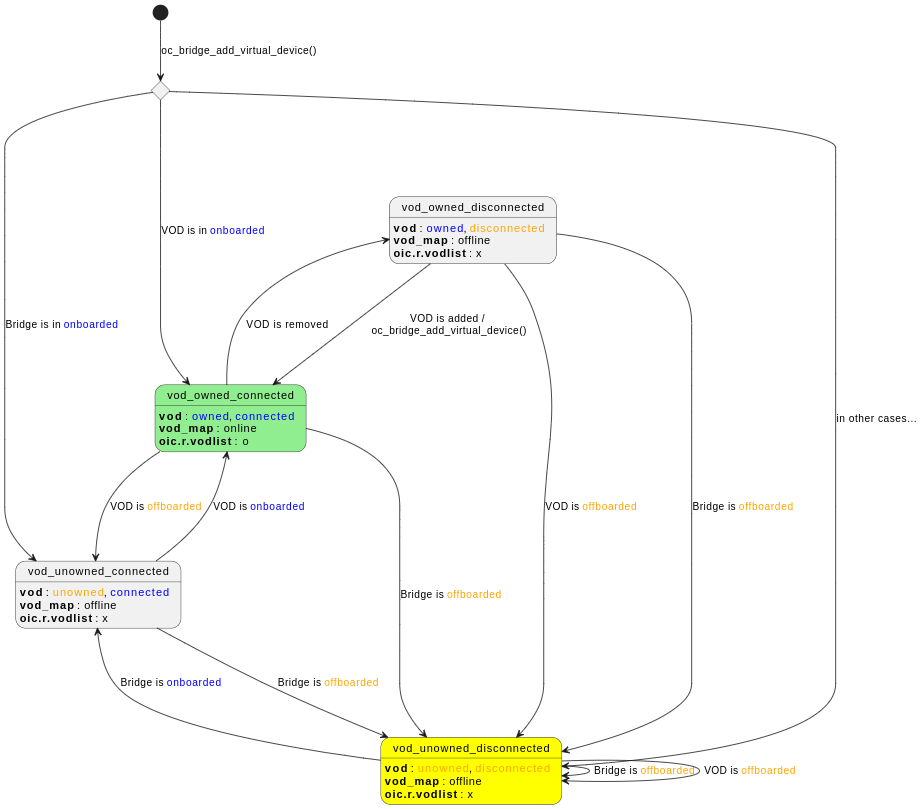 oc_bridge_add_virtual_device()
vod_owned_disconnected
vod : owned, disconnected
vod_map : offline
oic.r.vodlist : x
VOD is in onboarded
Bridge is in onboarded
VOD is removed
VOD is added /
oc_bridge_add_virtual_device()
vod_owned_connected
vod : owned, connected
vod_map : online
oic.r.vodlist : o
in other cases...
VOD is offboarded
VOD is onboarded
VOD is offboarded
Bridge is offboarded
vod_unowned_connected
vod : unowned, connected
vod_map : offline
oic.r.vodlist : x
Bridge is offboarded
Bridge is onboarded
Bridge is offboarded
vod_unowned_disconnected
vod : unowned, disconnected
vod_map : offline
oic.r.vodlist : x
Bridge is offboarded
VOD is offboarded